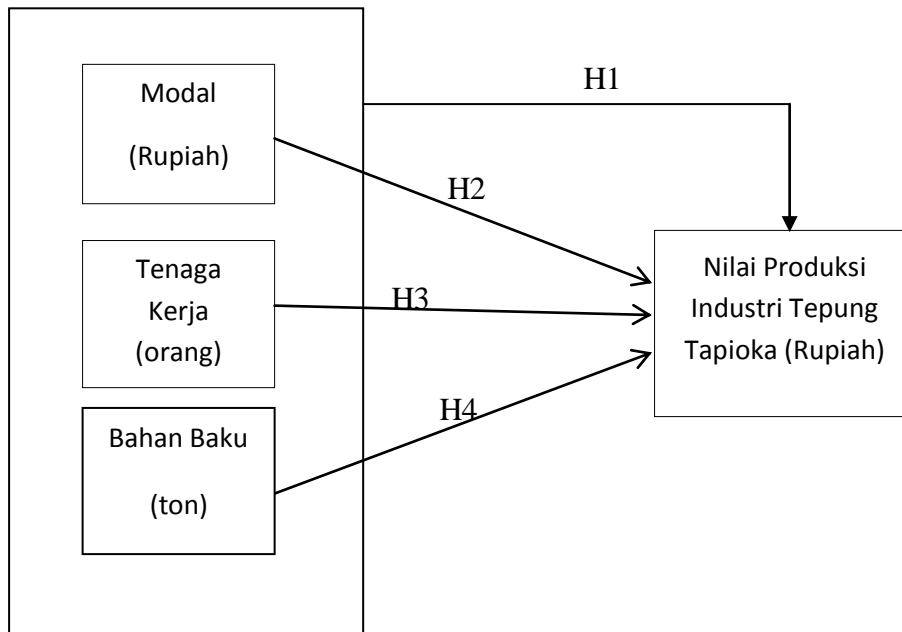 Modal
(Rupiah)
H1
H2
Tenaga
Kerja
(orang)
H3
Nilai Produksi
Industri Tepung
Tapioka (Rupiah)
Bahan Baku
(ton)
H4